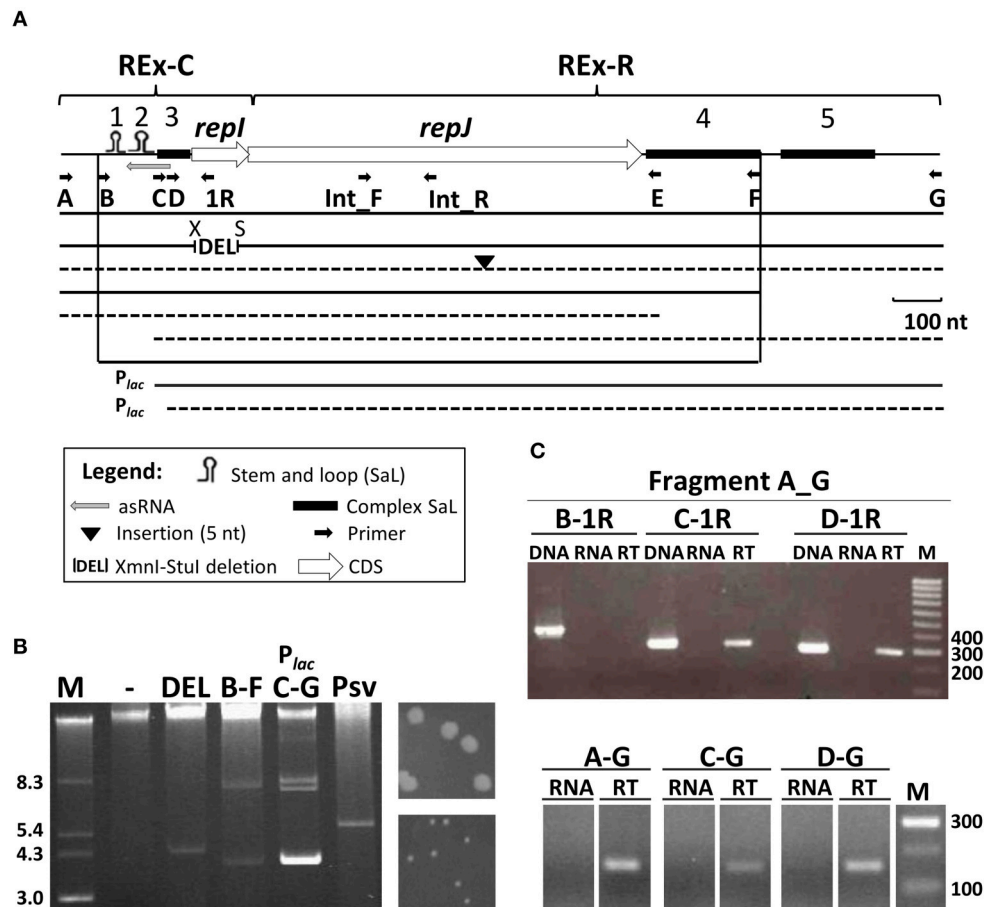 A
REx-C
REx-R
1 2 3
repI
repJ
4
5
A B CD 1R Int_F Int_R E F G
X S
DEL
100 nt
Plac
Plac
Legend:
Stem and loop (SaL)
asRNA
Complex SaL
Insertion (5 nt)
Primer
|DEL| XmnI-StuI deletion
CDS
B
Plac
M - DEL B-F C-G Psv
8.3
5.4
4.3
3.0
C
Fragment A_G
B-1R C-1R D-1R
DNA RNA RT DNA RNA RT DNA RNA RT M
400
300
200
A-G C-G D-G
RNA RT RNA RT RNA RT M
300
100